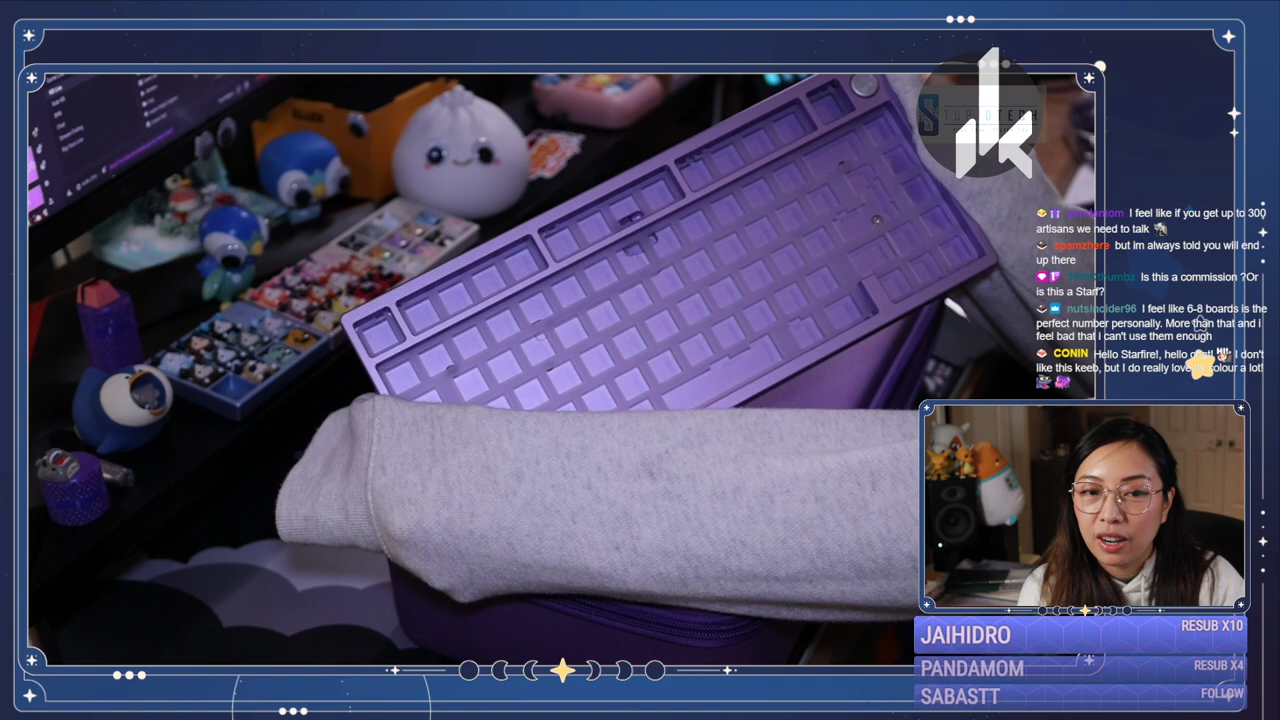 pandamom I feel like if you get up to 300
artisans we need to talk
spamzhere but im always told you will end
up there
Is this a commission ?Or
is this a Starf?
nutsincider96 I feel like 6-8 boards is the
perfect number personally. More than that and i
feel bad that i can't use them enough
CONIN Hello Starfire!, hello chat! I don't
like this keeb, but I do really love its colour a lot!
JAIHIDRO RESUB X10
PANDAMOM RESUB X4
SABASTT FOLLOW